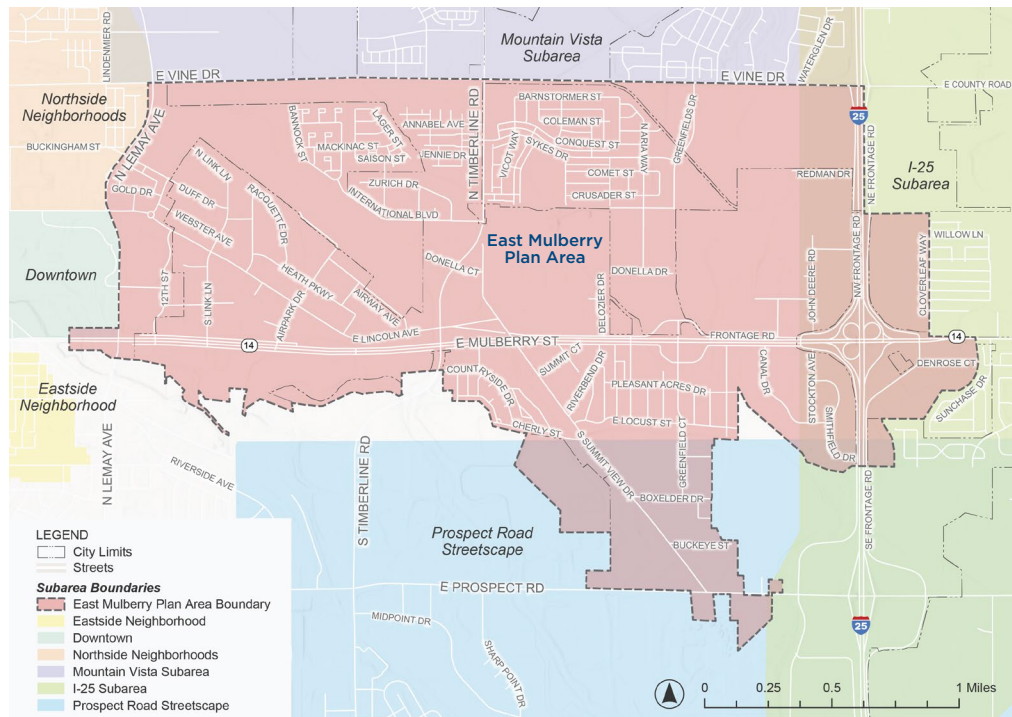 LINDENMIER RD
Mountain Vista
Subarea
WATERGLEN DR
E VINE DR
E VINE DR
E COUNTY ROAD
Northside
Neighborhoods
N LEMAY AVE
BUCKINGHAM ST
BANNOCK ST
LAGER ST
ANNABEL AVE
MACKINAC ST
SAISON ST
JENNIE DR
ZURICH DR
INTERNATIONAL BLVD
N TIMBERLINE RD
BARNSTORMER ST
COLEMAN ST
CONQUEST ST
VICOT WAY
SYKES DR
COMET ST
CRUSADER ST
N ARIA WAY
GREENFIELDS DR
25
NE FRONTAGE RD
I-25
Subarea
REDMAN DR
N LINK LN
GOLD DR
DUFF DR
RACQUETTE DR
WEBSTER AVE
East Mulberry
Plan Area
WILLOW LN
Downtown
DONELLA CT
DONELLA DR
HEATH PKWY
AIRWAY AVE
12TH ST
S LINK LN
AIRPARK DR
DELOZIER DR
JOHN DEERE RD
NW FRONTAGE RD
CLOVERLEAF WAY
14
E LINCOLN AVE
E MULBERRY ST
FRONTAGE RD
14
SUMMIT CT
COUNTRYSIDE DR
RIVERBEND DR
PLEASANT ACRES DR
CANAL DR
STOCKTON AVE
DENROSE CT
SUNCHASE DR
Eastside
Neighborhood
CHERLY ST
E LOCUST ST
SMITHFIELD DR
N LEMAY AVE
RIVERSIDE AVE
S TIMBERLINE RD
S SUMMIT VIEW DR
GREENFIELD CT
BOXELDER DR
SE FRONTAGE RD
Prospect Road
Streetscape
BUCKEYE ST
E PROSPECT RD
MIDPOINT DR
SHARP POINT DR
25
LEGEND
City Limits
Streets
Subarea Boundaries
East Mulberry Plan Area Boundary
Eastside Neighborhood
Downtown
Northside Neighborhoods
Mountain Vista Subarea
I-25 Subarea
Prospect Road Streetscape
0 0.25 0.5 1 Miles